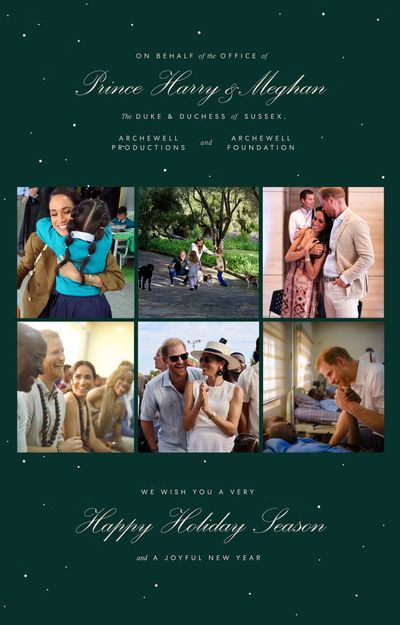 ON BEHALF of the OFFICE of
Prince Harry & Meghan
The DUKE & DUCHESS of SUSSEX,
ARCHEWELL PRODUCTIONS and ARCHEWELL FOUNDATION
WE WISH YOU A VERY
Happy Holiday Season
and A JOYFUL NEW YEAR